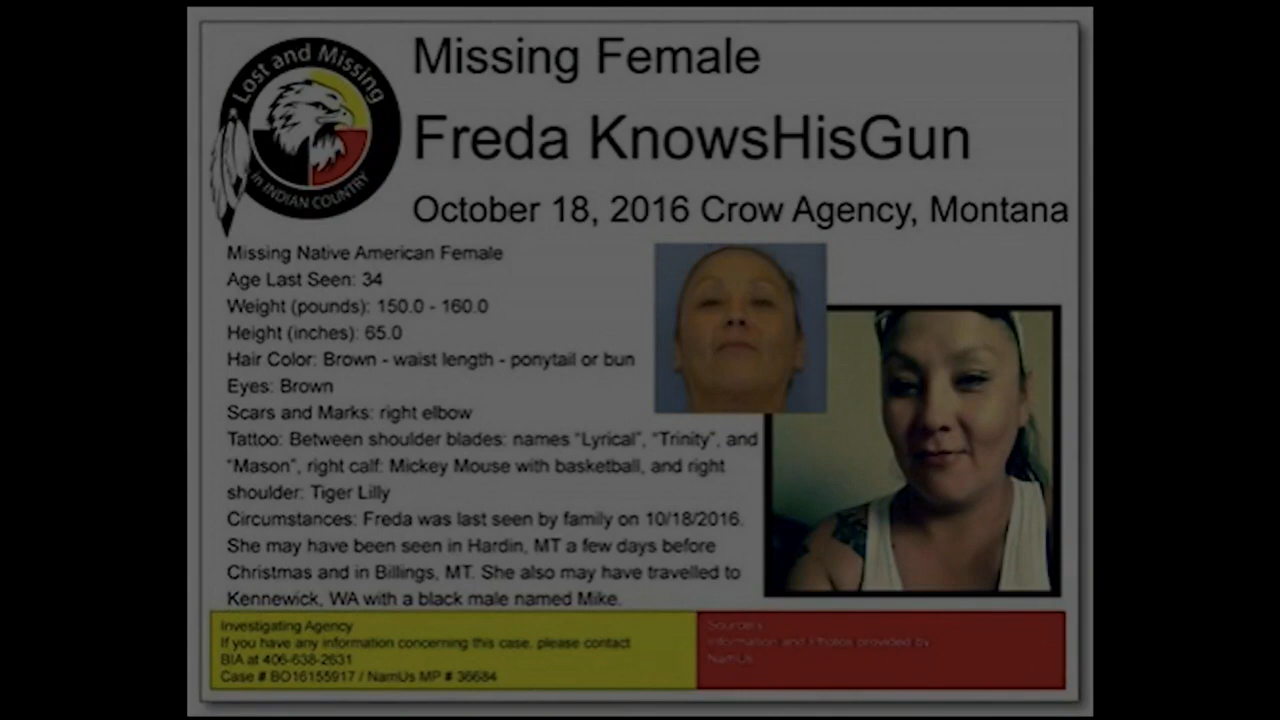 Lost and Missing
in INDIAN COUNTRY
Missing Female
Freda KnowsHisGun
October 18, 2016 Crow Agency, Montana
Missing Native American Female
Age Last Seen: 34
Weight (pounds): 150.0 - 160.0
Height (inches): 65.0
Hair Color: Brown - waist length - ponytail or bun
Eyes: Brown
Scars and Marks: right elbow
Tattoo: Between shoulder blades: names "Lyrical", "Trinity", and
"Mason", right calf: Mickey Mouse with basketball, and right
shoulder: Tiger Lilly
Circumstances: Freda was last seen by family on 10/18/2016.
She may have been seen in Hardin, MT a few days before
Christmas and in Billings, MT. She also may have travelled to
Kennewick, WA with a black male named Mike.
Investigating Agency
If you have any information concerning this case, please contact
BIA at 406-638-2631
Case # BO16155917 / NamUs MP # 36684
Sources
Information and Photos provided by
NamUs